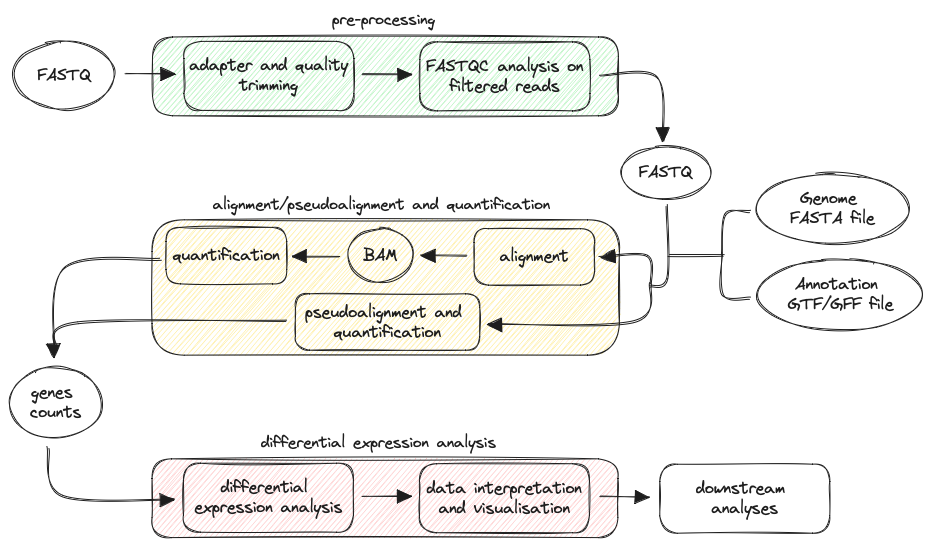 pre-processing
FASTQ
adapter and quality
trimming
FASTQC analysis on
filtered reads
FASTQ
Genome
FASTA file
Annotation
GTF/GFF file
alignment/pseudoalignment and quantification
quantification
BAM
alignment
pseudoalignment and
quantification
genes
counts
differential expression analysis
differential
expression analysis
data interpretation
and visualisation
downstream
analyses